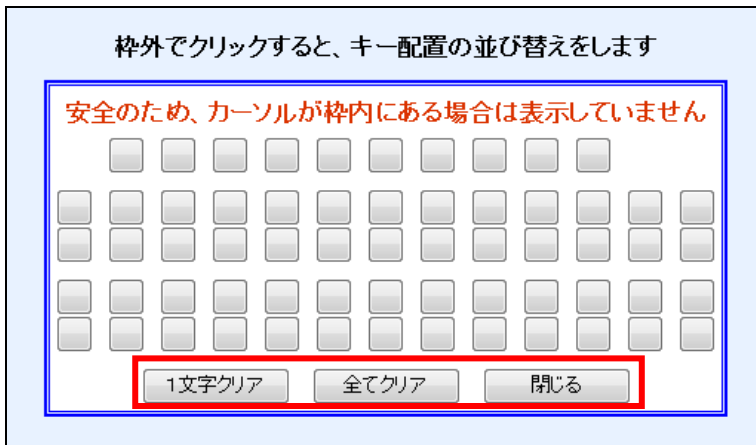 枠外でクリックすると、キー配置の並び替えをします
安全のため、カーソルが枠内にある場合は表示していません
1文字クリア 全てクリア 閉じる